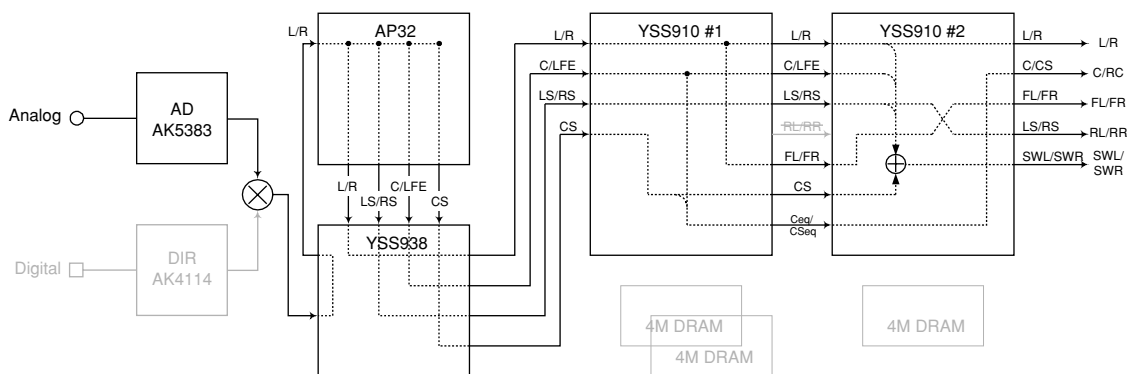 L/R
AP32
AD
AK5383
Analog
Digital
DIR
AK4114
L/R
LS/RS
C/LFE
CS
YSS938
L/R
C/LFE
LS/RS
CS
YSS910 #1
L/R
C/LFE
LS/RS
RL/RR
FL/FR
CS
Ceq/
CSeq
YSS910 #2
L/R
C/CS
FL/FR
LS/RS
SWL/SWR
L/R
C/RC
FL/FR
RL/RR
SWL/
SWR
4M DRAM
4M DRAM
4M DRAM